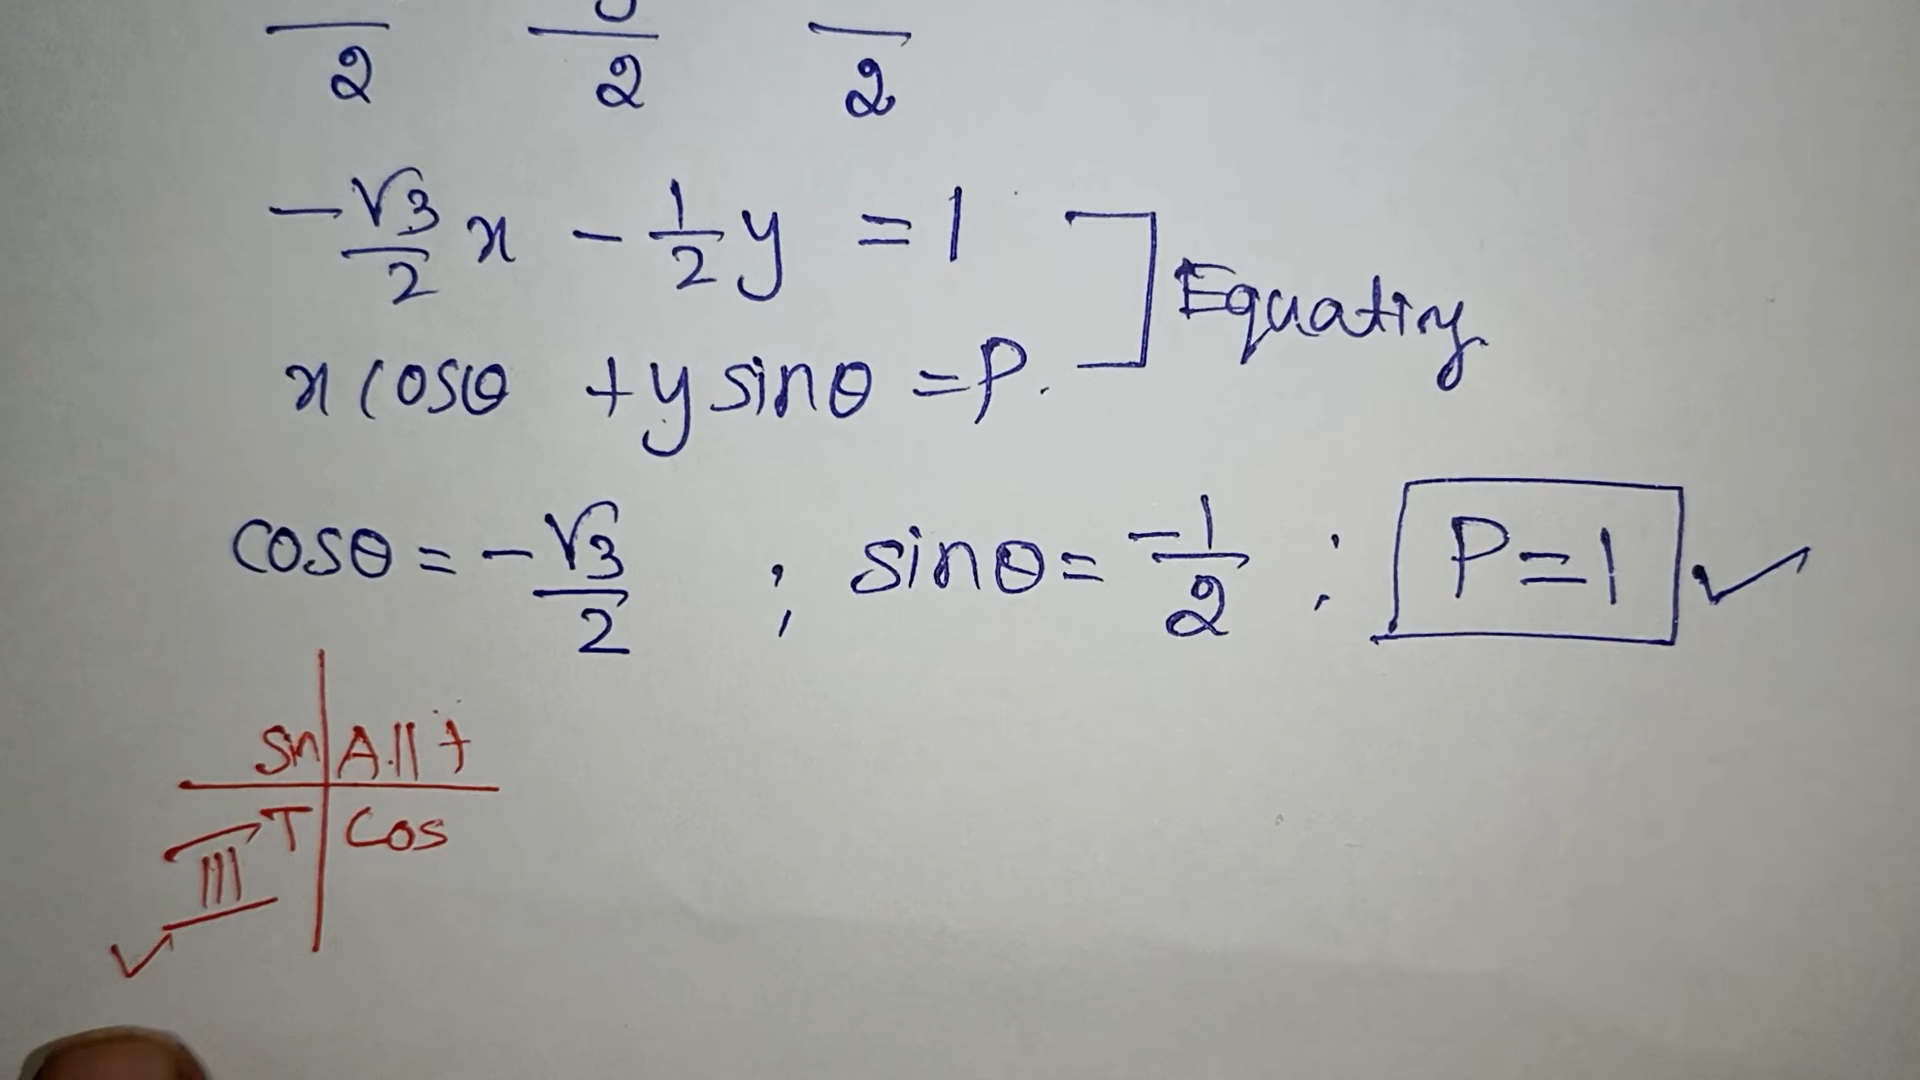 2 2 2
-√3/2 x - 1/2 y = 1
x cosθ + y sinθ = P.
Equating
cosθ = -√3/2 ; sinθ = -1/2 ; P = 1 ✓
Sin All +
T Cos
III
✓